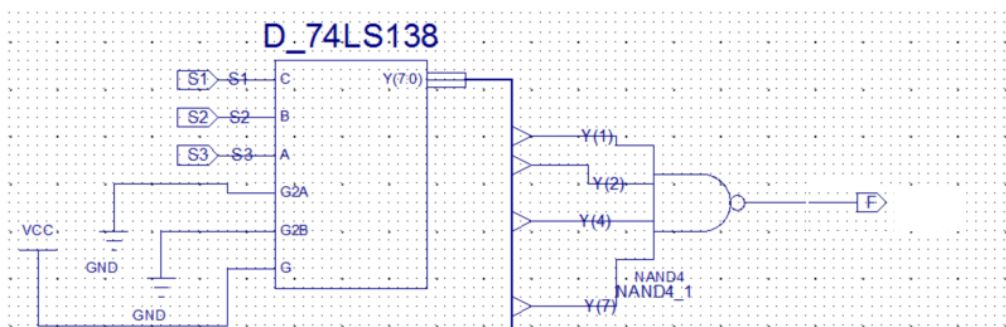 D_74LS138
S1 S1 C Y(7:0)
S2 S2 B
S3 S3 A
G2A
G2B
G
VCC
GND
GND
Y(1)
Y(2)
Y(4)
Y(7)
NAND4
NAND4_1
F